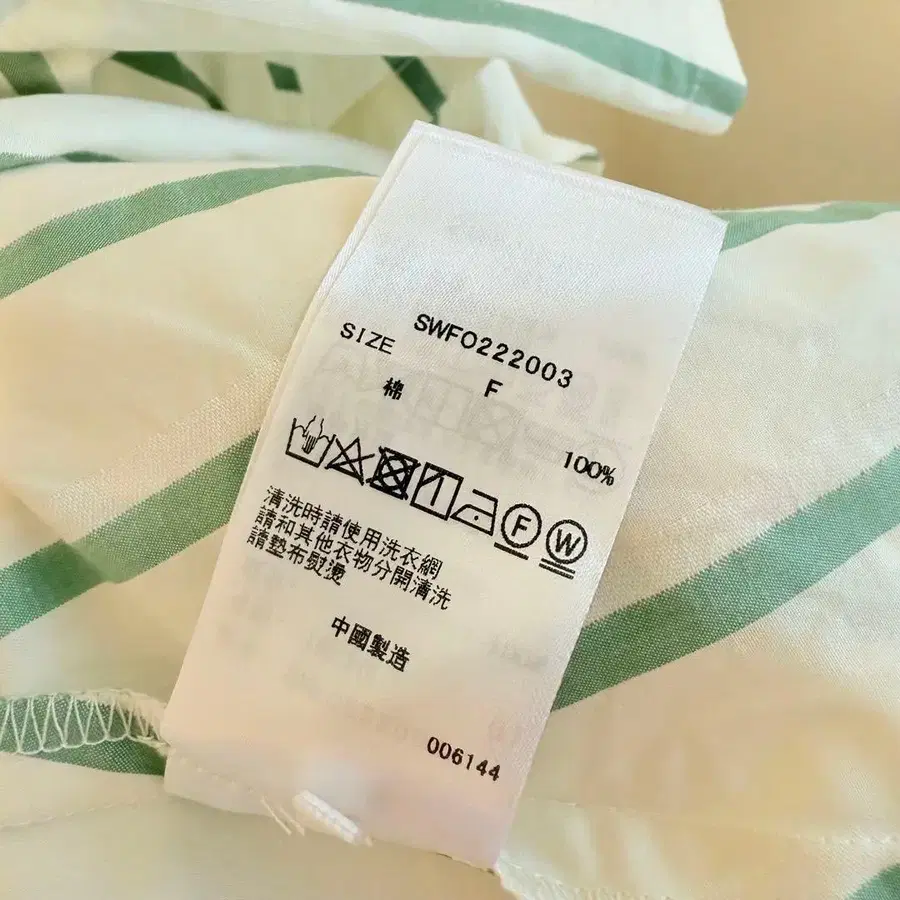 SWFO222003
SIZE F
棉 100%
F W
清洗時請使用洗衣網
請和其他衣物分開清洗
請墊布熨燙
中國製造
006144